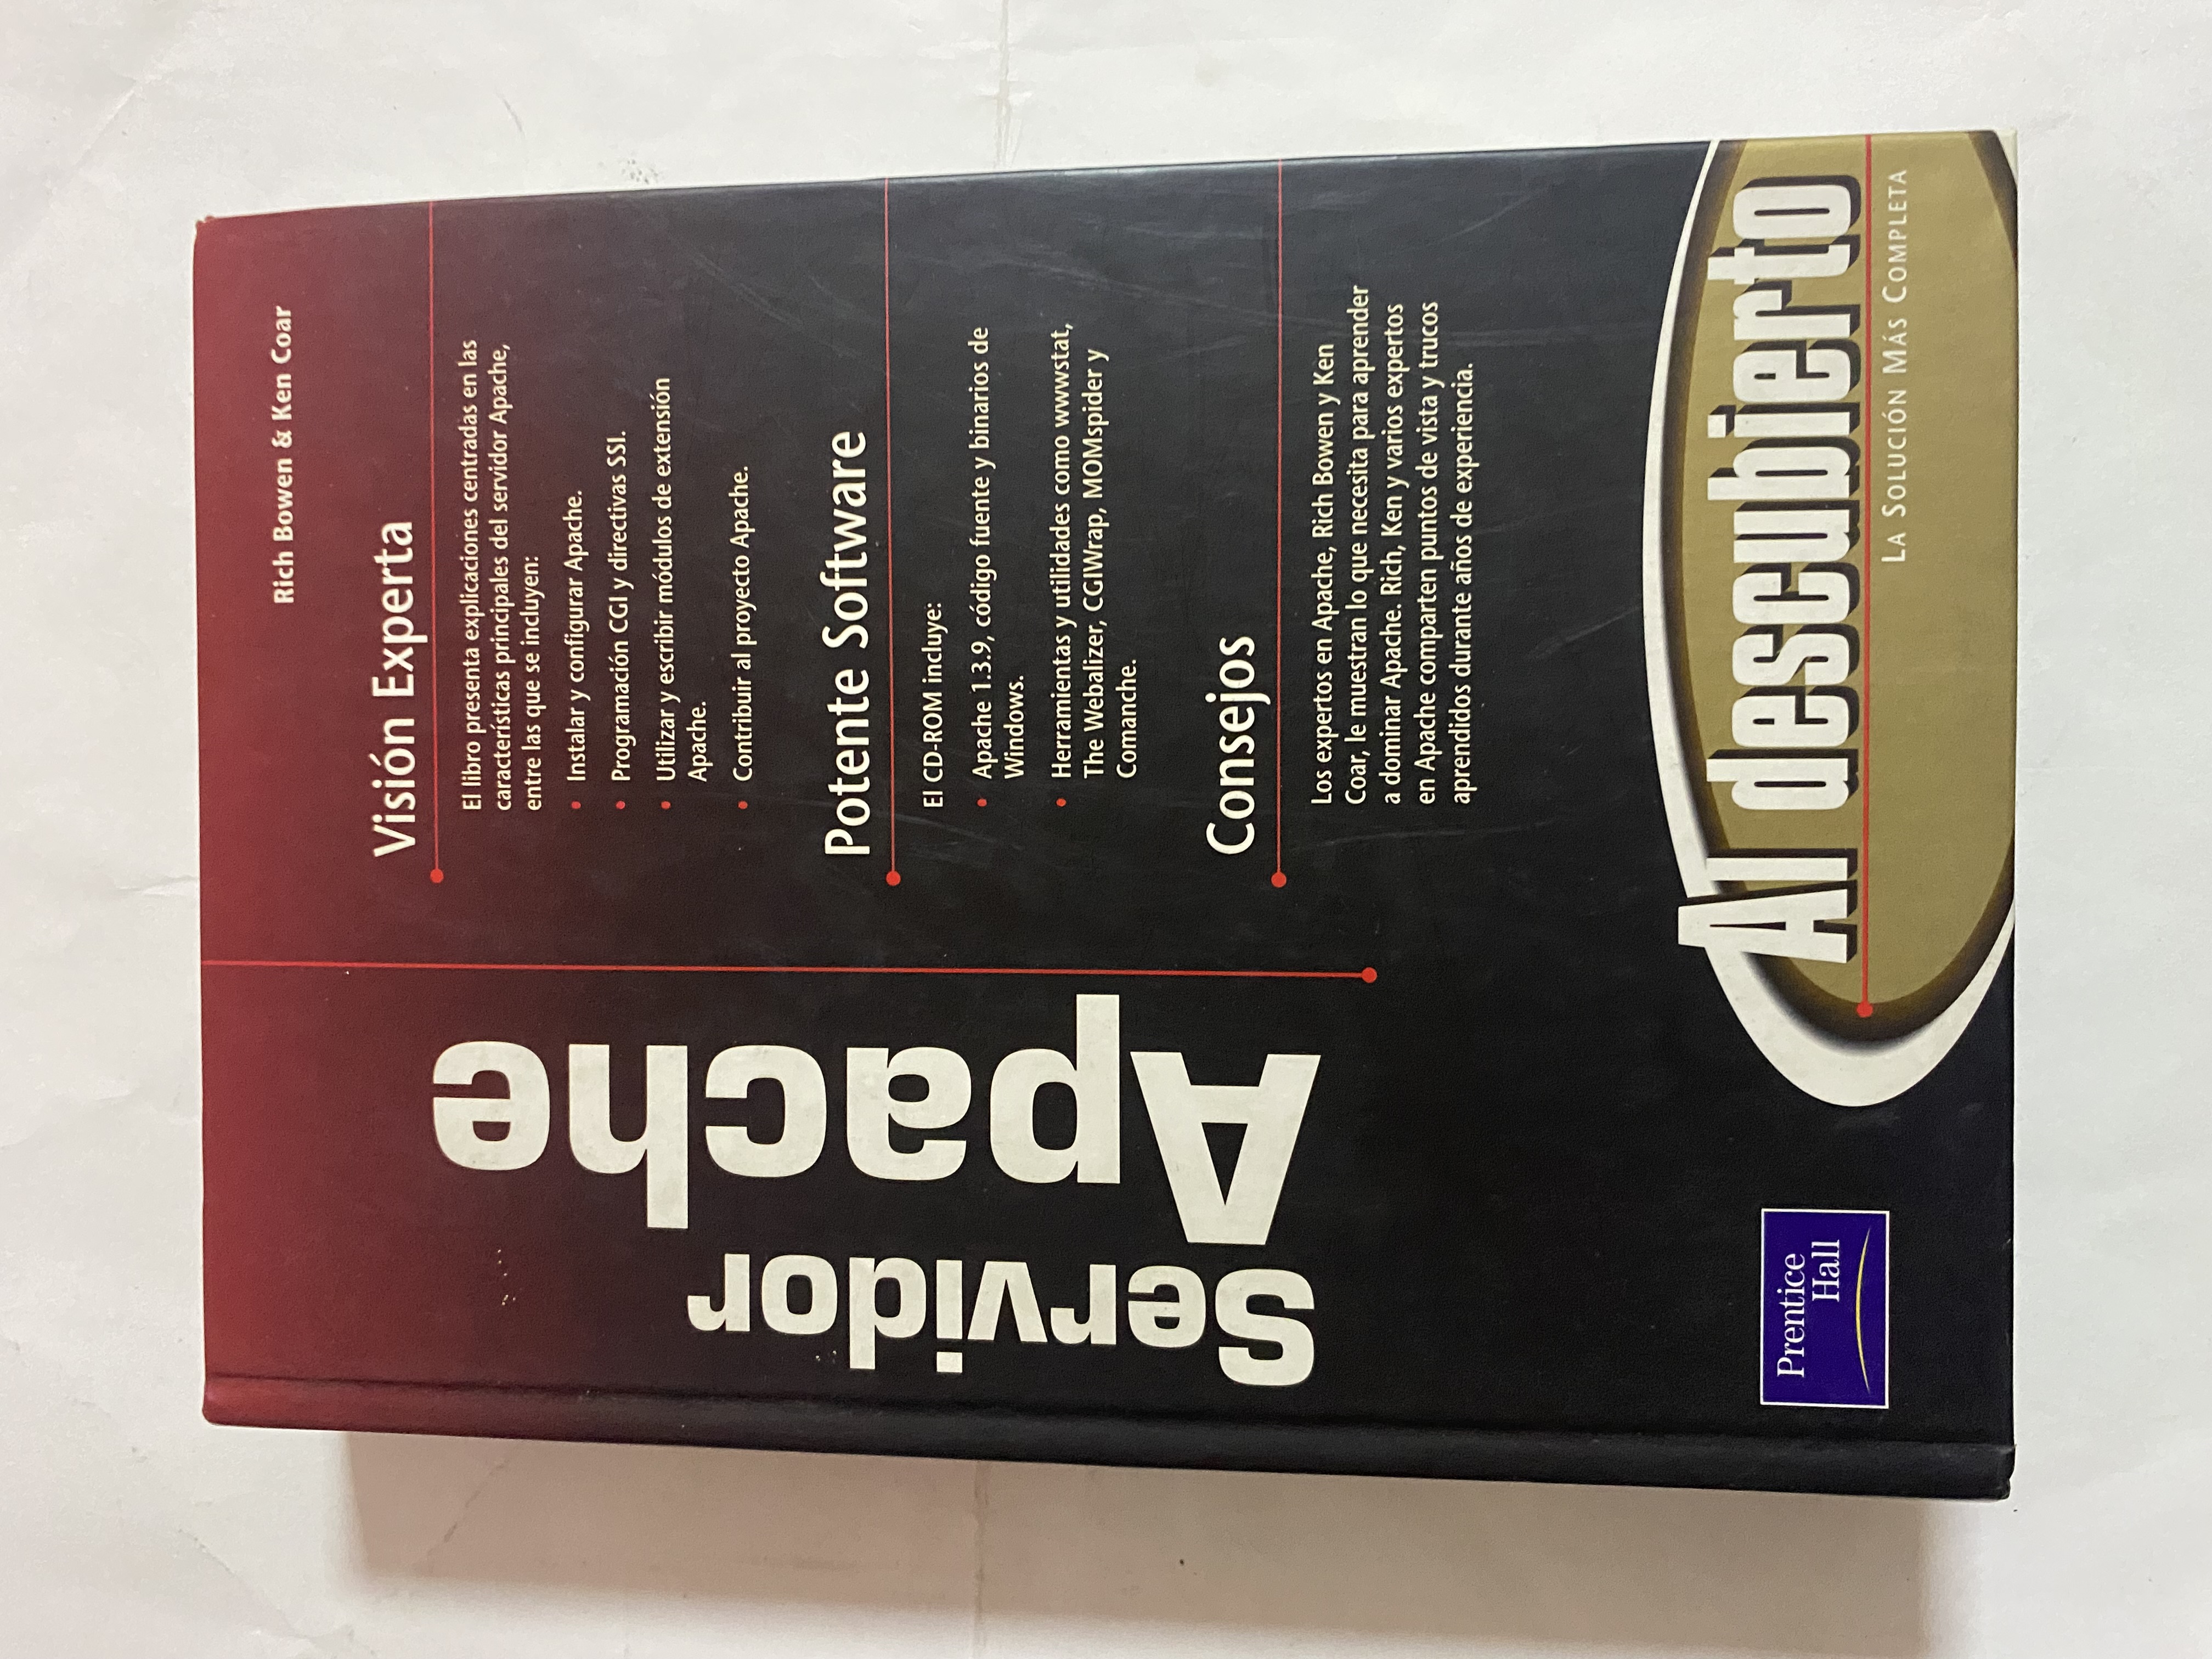 Rich Bowen & Ken Coar
Servidor
Apache
Visión Experta
El libro presenta explicaciones centradas en las
características principales del servidor Apache,
entre las que se incluyen:
• Instalar y configurar Apache.
• Programación CGI y directivas SSI.
• Utilizar y escribir módulos de extensión
Apache.
• Contribuir al proyecto Apache.
Potente Software
El CD-ROM incluye:
• Apache 1.3.9, código fuente y binarios de
Windows.
• Herramientas y utilidades como wwwstat,
The Webalizer, CGIWrap, MOMspider y
Comanche.
Consejos
Los expertos en Apache, Rich Bowen y Ken
Coar, le muestran lo que necesita para aprender
a dominar Apache. Rich, Ken y varios expertos
en Apache comparten puntos de vista y trucos
aprendidos durante años de experiencia.
Prentice
Hall
Al descubierto
LA SOLUCIÓN MÁS COMPLETA